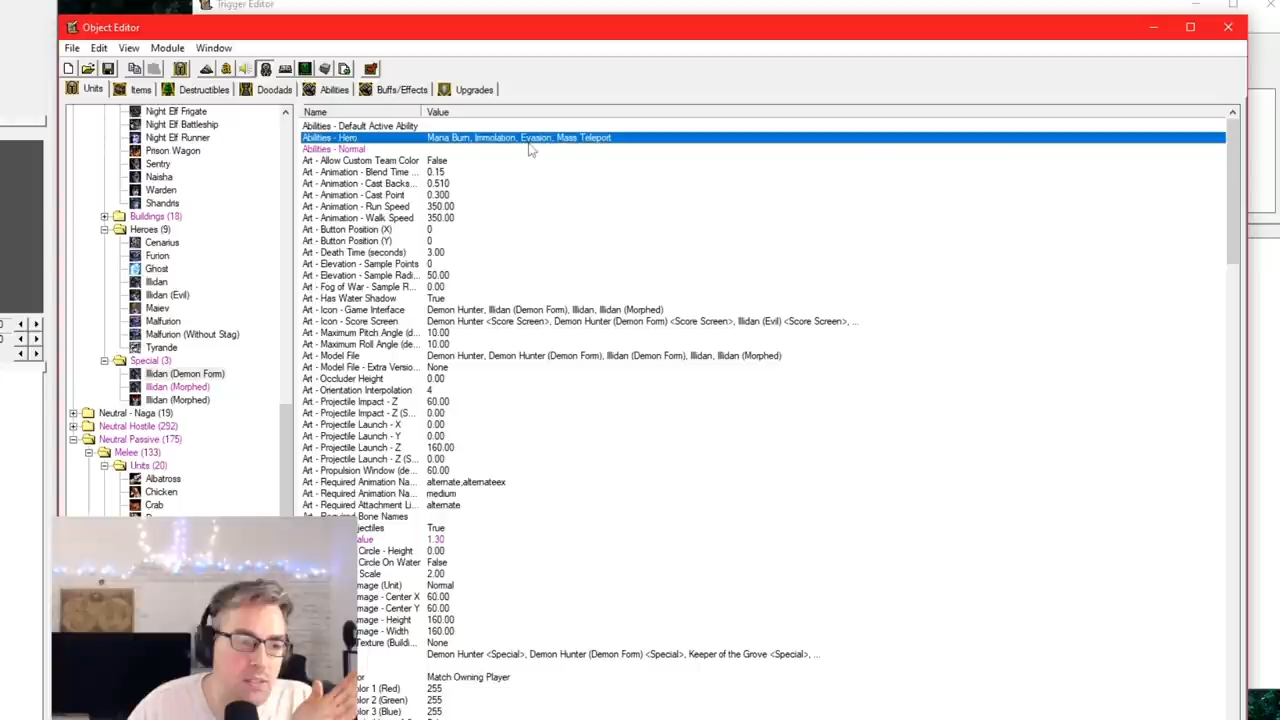 Trigger Editor
Object Editor
File Edit View Module Window
Units Items Destructibles Doodads Abilities Buffs/Effects Upgrades
Night Elf Frigate
Night Elf Battleship
Night Elf Runner
Prison Wagon
Sentry
Naisha
Warden
Shandris
Buildings (18)
Heroes (9)
Cenarius
Furion
Ghost
Illidan
Illidan (Evil)
Maiev
Malfurion
Malfurion (Without Stag)
Tyrande
Special (3)
Illidan (Demon Form)
Illidan (Morphed)
Illidan (Morphed)
Neutral - Naga (19)
Neutral Hostile (292)
Neutral Passive (175)
Melee (133)
Units (20)
Albatross
Chicken
Crab
Name Value
Abilities - Default Active Ability
Abilities - Hero Mana Burn, Immolation, Evasion, Mass Teleport
Abilities - Normal
Art - Allow Custom Team Color False
Art - Animation - Blend Time ... 0.15
Art - Animation - Cast Backs... 0.510
Art - Animation - Cast Point 0.300
Art - Animation - Run Speed 350.00
Art - Animation - Walk Speed 350.00
Art - Button Position (X) 0
Art - Button Position (Y) 0
Art - Death Time (seconds) 3.00
Art - Elevation - Sample Points 0
Art - Elevation - Sample Radi... 50.00
Art - Fog of War - Sample R... 0.00
Art - Has Water Shadow True
Art - Icon - Game Interface Demon Hunter, Illidan (Demon Form), Illidan, Illidan (Morphed)
Art - Icon - Score Screen Demon Hunter <Score Screen>, Demon Hunter (Demon Form) <Score Screen>, Illidan (Evil) <Score Screen>, ...
Art - Maximum Pitch Angle (d... 10.00
Art - Maximum Roll Angle (de... 10.00
Art - Model File Demon Hunter, Demon Hunter (Demon Form), Illidan (Demon Form), Illidan, Illidan (Morphed)
Art - Model File - Extra Versio... None
Art - Occluder Height 0.00
Art - Orientation Interpolation 4
Art - Projectile Impact - Z 60.00
Art - Projectile Impact - Z (S... 0.00
Art - Projectile Launch - X 0.00
Art - Projectile Launch - Y 0.00
Art - Projectile Launch - Z 160.00
Art - Projectile Launch - Z (S... 0.00
Art - Propulsion Window (de... 60.00
Art - Required Animation Na... alternate,alternateex
Art - Required Animation Na... medium
Art - Required Attachment Li... alternate
Art - Required Bone Names
ectiles True
alue 1.30
Circle - Height 0.00
Circle On Water False
Scale 2.00
mage (Unit) Normal
mage - Center X 60.00
mage - Center Y 60.00
mage - Height 160.00
mage - Width 160.00
Texture (Buildi... None
Demon Hunter <Special>, Demon Hunter (Demon Form) <Special>, Keeper of the Grove <Special>, ...
or Match Owning Player
olor 1 (Red) 255
olor 2 (Green) 255
olor 3 (Blue) 255